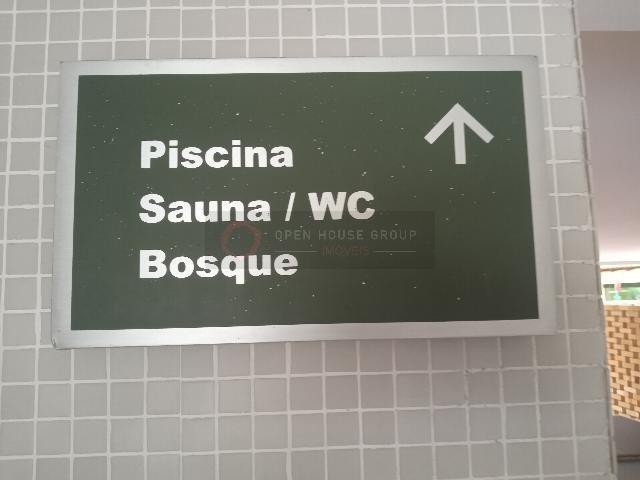 Piscina
Sauna / WC
OPEN HOUSE GROUP
IMÓVEIS
Bosque